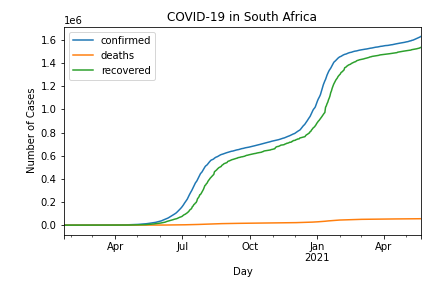 COVID-19 in South Africa
1e6
confirmed
deaths
recovered
Number of Cases
1.6
1.4
1.2
1.0
0.8
0.6
0.4
0.2
0.0
Apr Jul Oct Jan Apr
2021
Day